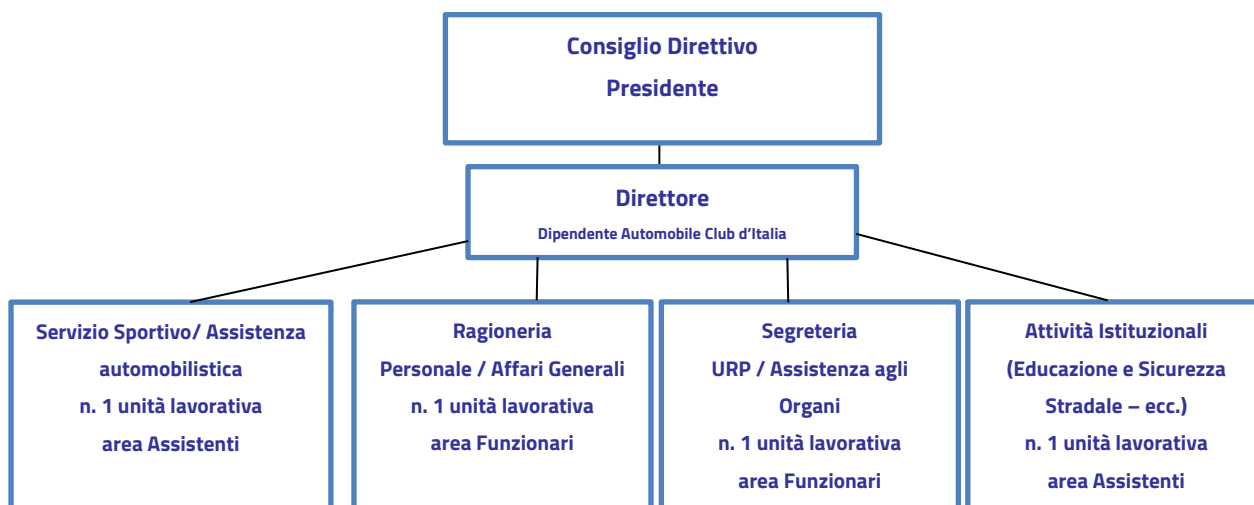 Consiglio Direttivo
Presidente
Direttore
Dipendente Automobile Club d’Italia
Servizio Sportivo/ Assistenza
automobilistica
n. 1 unità lavorativa
area Assistenti
Ragioneria
Personale / Affari Generali
n. 1 unità lavorativa
area Funzionari
Segreteria
URP / Assistenza agli
Organi
n. 1 unità lavorativa
area Funzionari
Attività Istituzionali
(Educazione e Sicurezza
Stradale – ecc.)
n. 1 unità lavorativa
area Assistenti